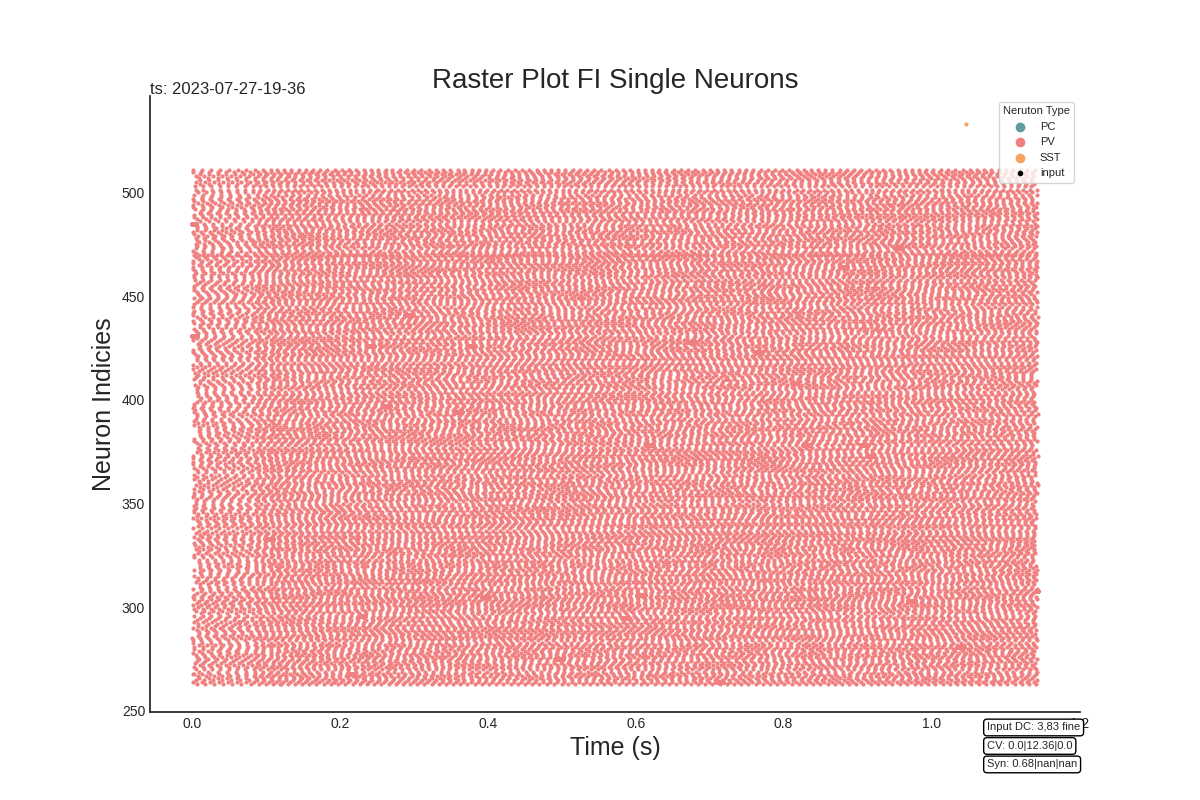 Raster Plot FI Single Neurons
ts: 2023-07-27-19-36
Neruton Type
PC
PV
SST
input
Neuron Indicies
500
450
400
350
300
250
0.0 0.2 0.4 0.6 0.8 1.0 2
Time (s)
Input DC: 3,83 fine
CV: 0.0|12.36|0.0
Syn: 0.68|nan|nan